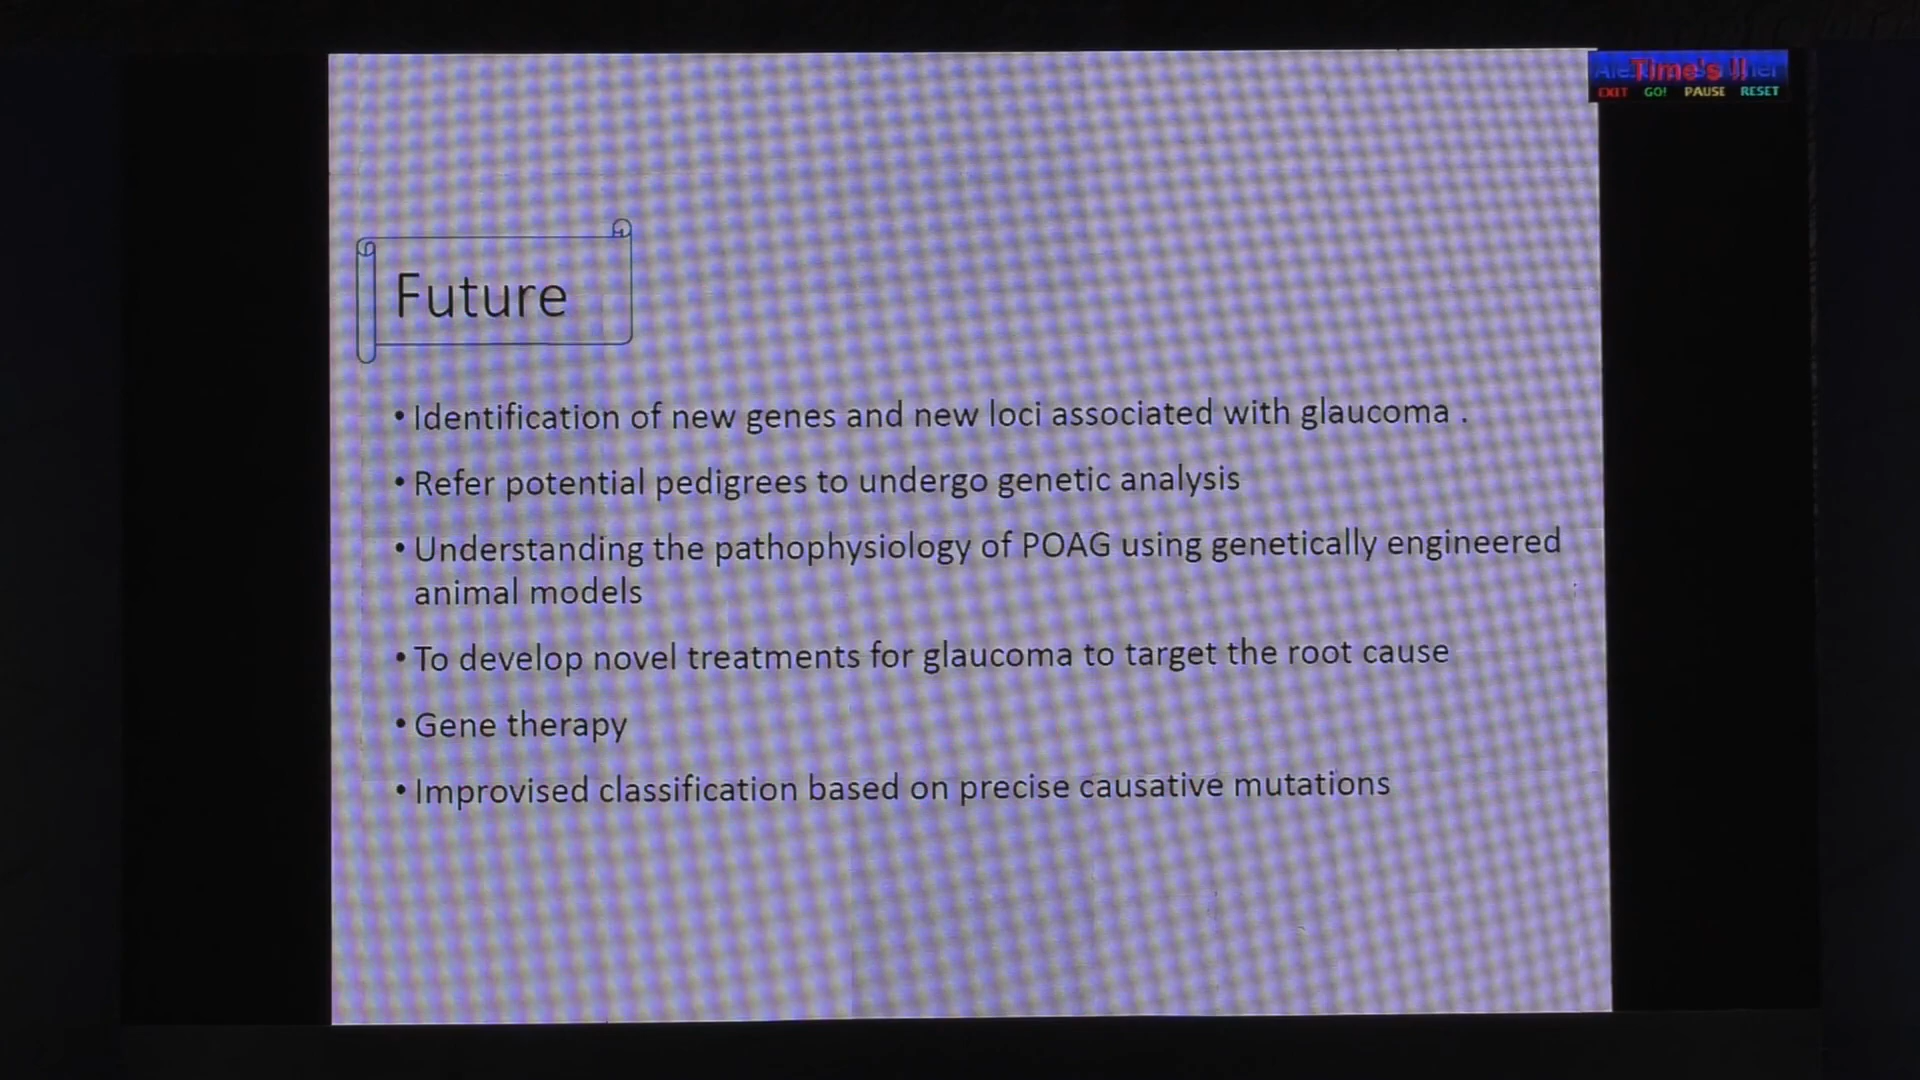 Time's !!
EXIT GO! PAUSE RESET
Future
• Identification of new genes and new loci associated with glaucoma .
• Refer potential pedigrees to undergo genetic analysis
• Understanding the pathophysiology of POAG using genetically engineered
animal models
• To develop novel treatments for glaucoma to target the root cause
• Gene therapy
• Improvised classification based on precise causative mutations